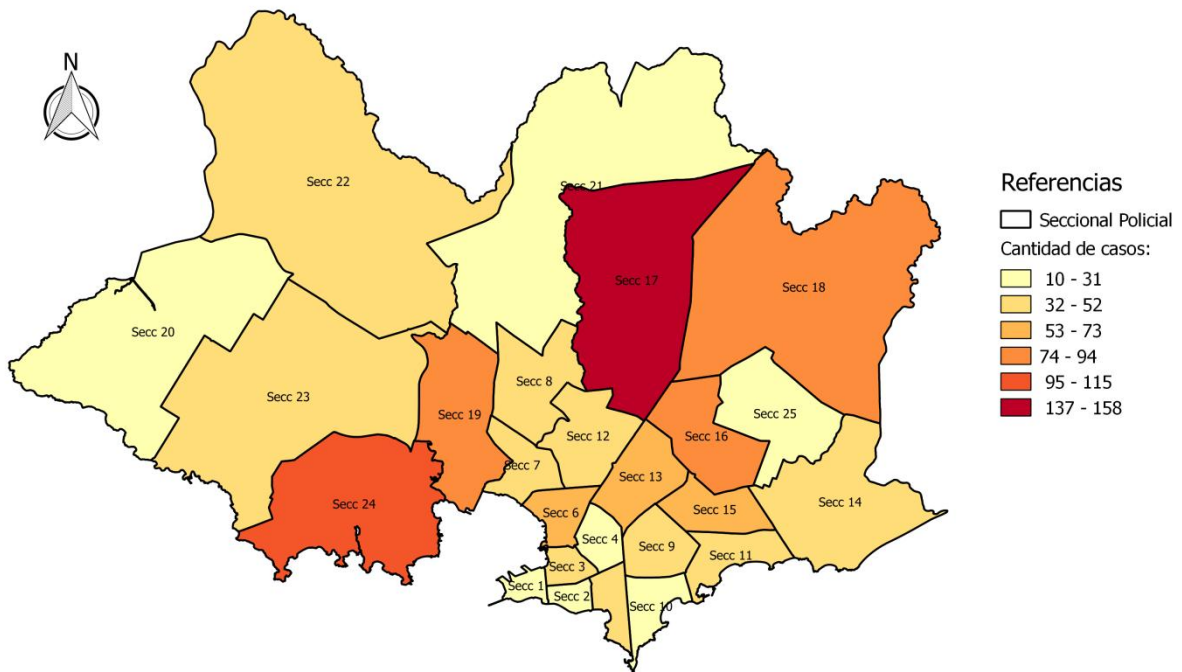 N
Secc 22
Secc 21
Secc 17
Secc 18
Secc 20
Secc 8
Secc 23
Secc 19
Secc 25
Secc 12
Secc 16
Secc 7
Secc 13
Secc 24
Secc 6
Secc 15
Secc 14
Secc 4
Secc 9
Secc 11
Secc 3
Secc 1
Secc 2
Secc 10
Referencias
Seccional Policial
Cantidad de casos:
10 - 31
32 - 52
53 - 73
74 - 94
95 - 115
137 - 158